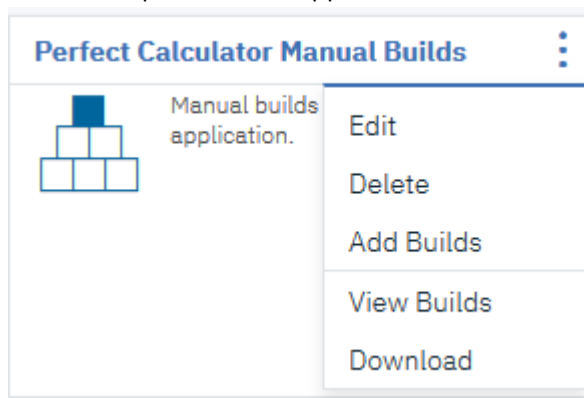 Perfect Calculator Manual Builds
Manual builds
application.
Edit
Delete
Add Builds
View Builds
Download